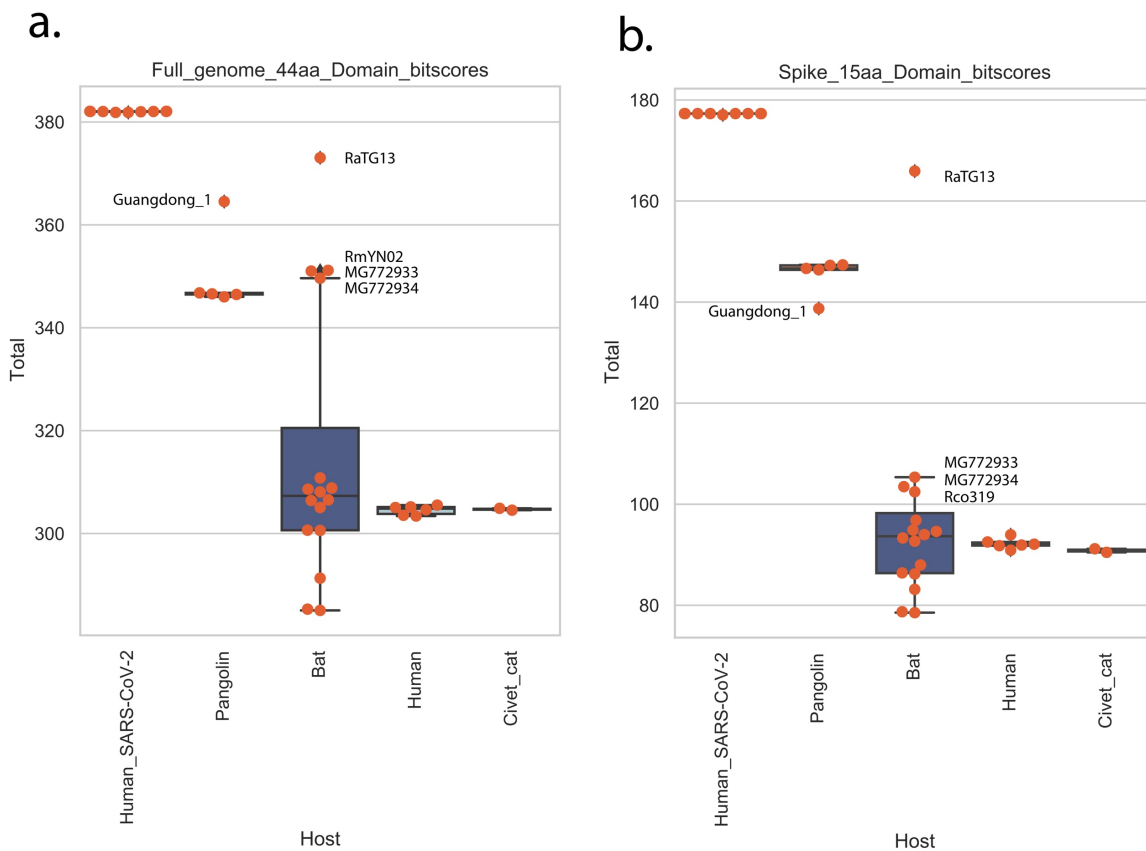 a.
Full_genome_44aa_Domain_bitscores
380
360
340
320
300
Total
RaTG13
Guangdong_1
RmYN02
MG772933
MG772934
Human_SARS-CoV-2
Pangolin
Bat
Human
Civet_cat
Host
b.
Spike_15aa_Domain_bitscores
180
160
140
120
100
80
Total
RaTG13
Guangdong_1
MG772933
MG772934
Rco319
Human_SARS-CoV-2
Pangolin
Bat
Human
Civet_cat
Host